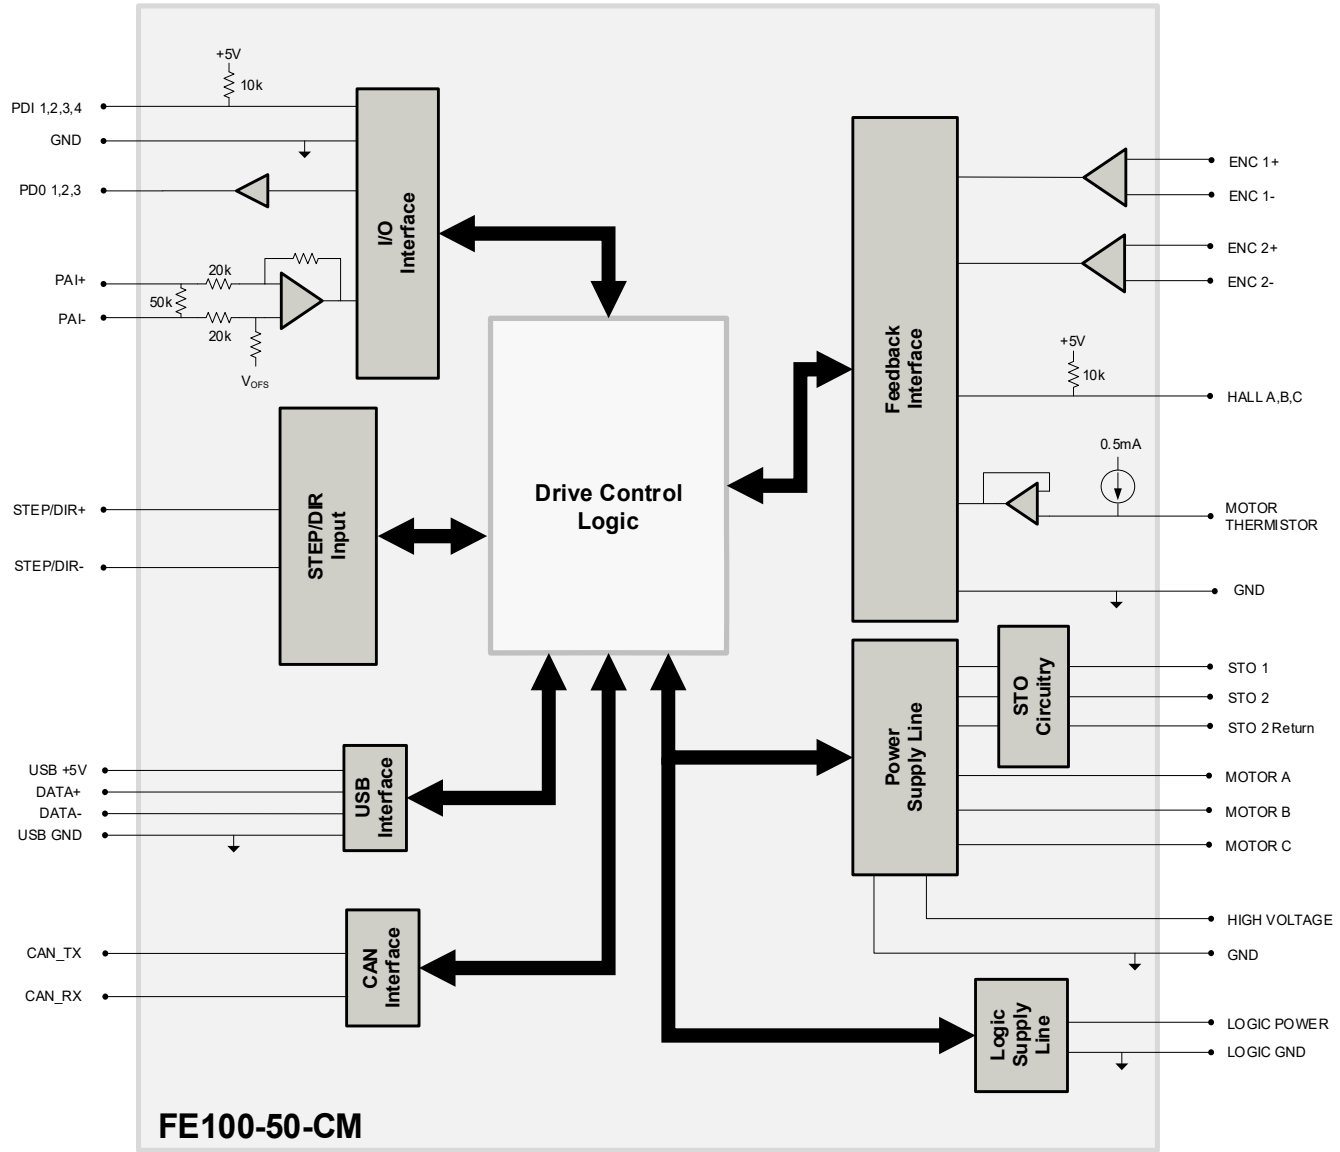 +5V
10k
PDI 1,2,3,4
GND
PD0 1,2,3
PAI+
20k
50k
PAI-
20k
VOFS
I/O
Interface
STEP/DIR+
STEP/DIR-
STEP/DIR
Input
USB +5V
DATA+
DATA-
USB GND
USB
Interface
CAN_TX
CAN_RX
CAN
Interface
Drive Control
Logic
Feedback
Interface
ENC 1+
ENC 1-
ENC 2+
ENC 2-
+5V
10k
HALL A,B,C
0.5mA
MOTOR
THERMISTOR
GND
Power
Supply Line
STO
Circuitry
STO 1
STO 2
STO 2 Return
MOTOR A
MOTOR B
MOTOR C
HIGH VOLTAGE
GND
Logic
Supply
Line
LOGIC POWER
LOGIC GND
FE100-50-CM